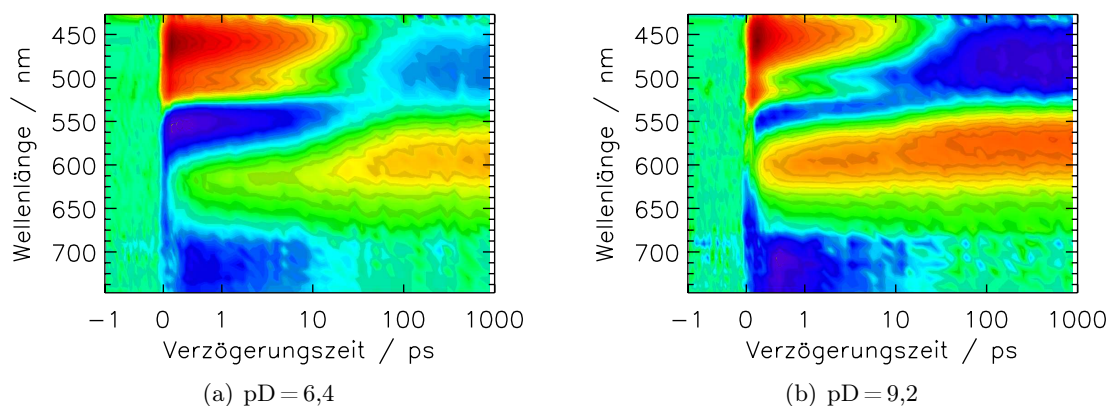 450
500
550
600
650
700
Wellenlänge / nm
-1 0 1 10 100 1000
Verzögerungszeit / ps
(a) pD = 6,4
450
500
550
600
650
700
Wellenlänge / nm
-1 0 1 10 100 1000
Verzögerungszeit / ps
(b) pD = 9,2